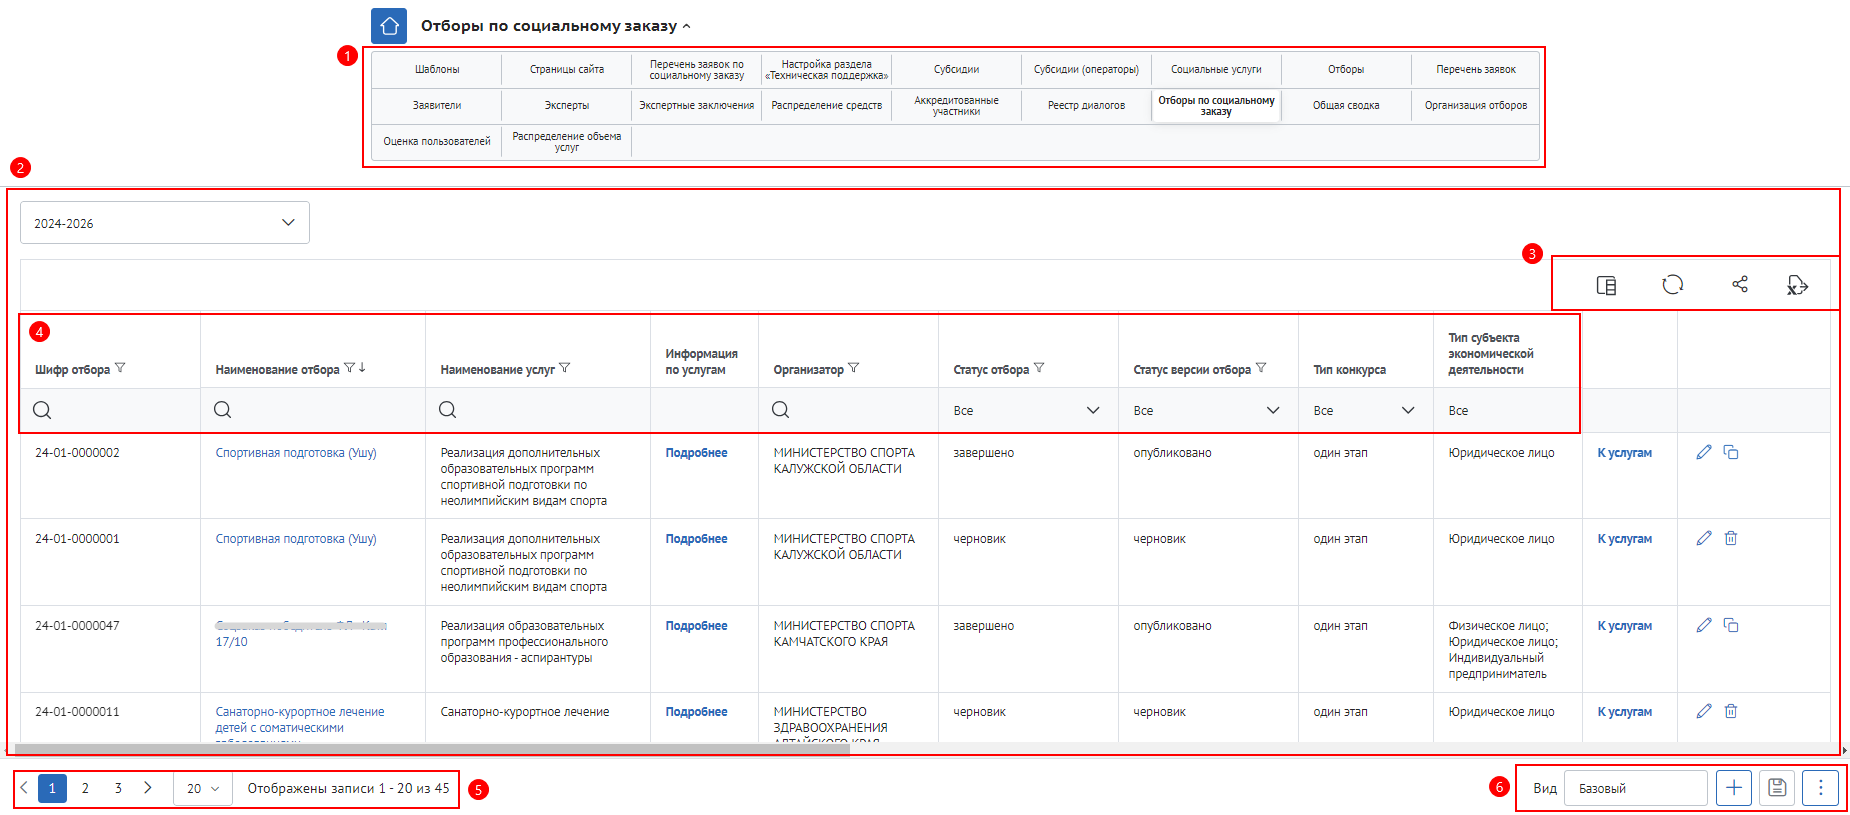 Отборы по социальному заказу
1
Шаблоны
Страницы сайта
Перечень заявок по
социальному заказу
Настройка раздела
«Техническая поддержка»
Субсидии
Субсидии (операторы)
Социальные услуги
Отборы
Перечень заявок
Заявители
Эксперты
Экспертные заключения
Распределение средств
Аккредитованные
участники
Реестр диалогов
Отборы по социальному
заказу
Общая сводка
Организация отборов
Оценка пользователей
Распределение объема
услуг
2
2024-2026
3
4
Шифр отбора
Наименование отбора
Наименование услуг
Информация
по услугам
Организатор
Статус отбора
Статус версии отбора
Тип конкурса
Тип субъекта
экономической
деятельности
Все
Все
Все
Все
24-01-0000002
Спортивная подготовка (Ушу)
Реализация дополнительных
образовательных программ
спортивной подготовки по
неолимпийским видам спорта
Подробнее
МИНИСТЕРСТВО СПОРТА
КАЛУЖСКОЙ ОБЛАСТИ
завершено
опубликовано
один этап
Юридическое лицо
К услугам
24-01-0000001
Спортивная подготовка (Ушу)
Реализация дополнительных
образовательных программ
спортивной подготовки по
неолимпийским видам спорта
Подробнее
МИНИСТЕРСТВО СПОРТА
КАЛУЖСКОЙ ОБЛАСТИ
черновик
черновик
один этап
Юридическое лицо
К услугам
24-01-0000047
17/10
Реализация образовательных
программ профессионального
образования - аспирантуры
Подробнее
МИНИСТЕРСТВО СПОРТА
КАМЧАТСКОГО КРАЯ
завершено
опубликовано
один этап
Физическое лицо;
Юридическое лицо;
Индивидуальный
предприниматель
К услугам
24-01-0000011
Санаторно-курортное лечение
детей с соматическими
Санаторно-курортное лечение
Подробнее
МИНИСТЕРСТВО
ЗДРАВООХРАНЕНИЯ
АЛТАЙСКОГО КРАЯ
черновик
черновик
один этап
Юридическое лицо
К услугам
1
2
3
20
Отображены записи 1 - 20 из 45
5
6
Вид
Базовый